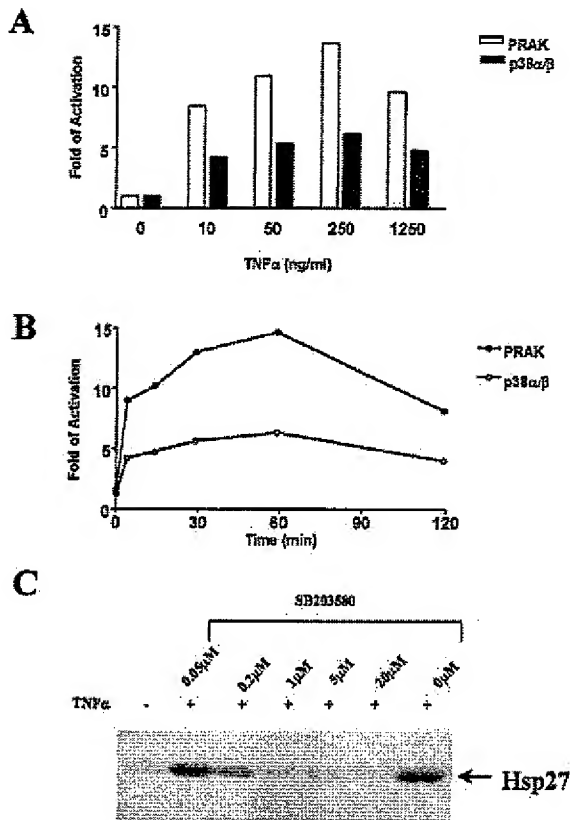 A
15
10
5
0
Fold of Activation
PRAK
p38α/β
0 10 50 250 1250
TNFα (ng/ml)
B
15
10
5
0
Fold of Activation
PRAK
p38α/β
0 30 60 90 120
Time (min)
C
SB203580
0.05µM 0.2µM 1µM 5µM 20µM 0µM
TNFα - + + + + + +
Hsp27